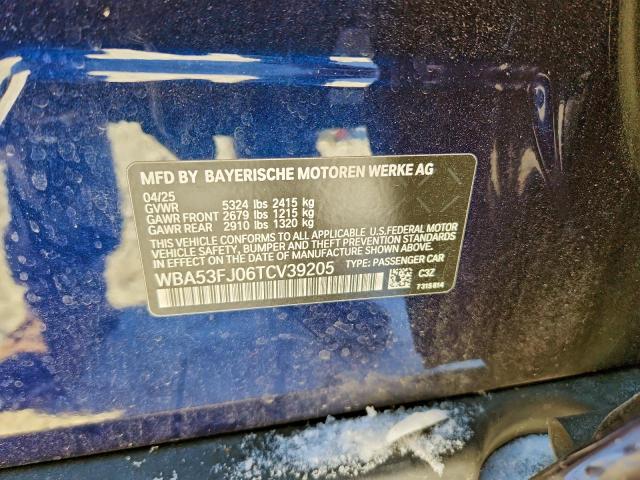 MFD BY BAYERISCHE MOTOREN WERKE AG
04/25
GVWR 5324 lbs 2415 kg
GAWR FRONT 2679 lbs 1215 kg
GAWR REAR 2910 lbs 1320 kg
THIS VEHICLE CONFORMS TO ALL APPLICABLE U.S. FEDERAL MOTOR
VEHICLE SAFETY, BUMPER AND THEFT PREVENTION
STANDARDS IN EFFECT ON THE DATE OF MANUFACTURE SHOWN ABOVE.
WBA53FJ06TCV39205 TYPE: PASSENGER CAR
C3Z
7315814